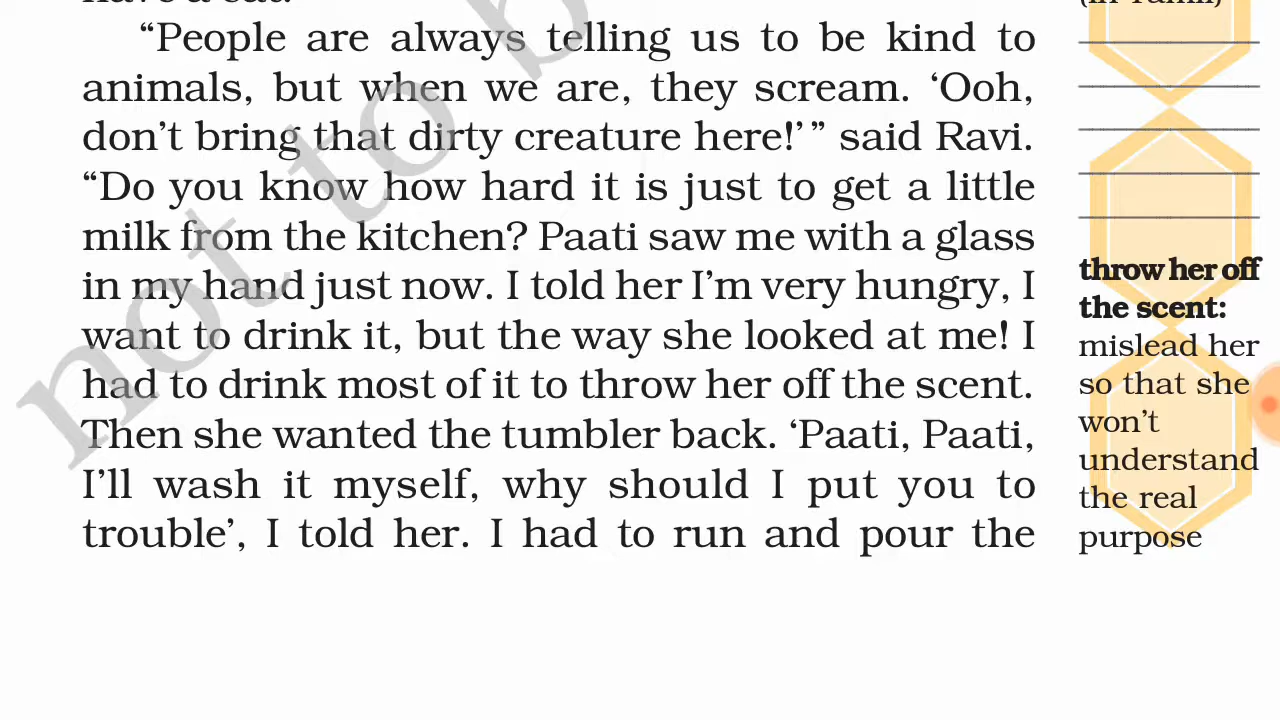 "People are always telling us to be kind to
animals, but when we are, they scream. 'Ooh,
don't bring that dirty creature here!'" said Ravi.
"Do you know how hard it is just to get a little
milk from the kitchen? Paati saw me with a glass
in my hand just now. I told her I'm very hungry, I
want to drink it, but the way she looked at me! I
had to drink most of it to throw her off the scent.
Then she wanted the tumbler back. 'Paati, Paati,
I'll wash it myself, why should I put you to
trouble', I told her. I had to run and pour the
throw her off
the scent:
mislead her
so that she
won't
understand
the real
purpose
not to b